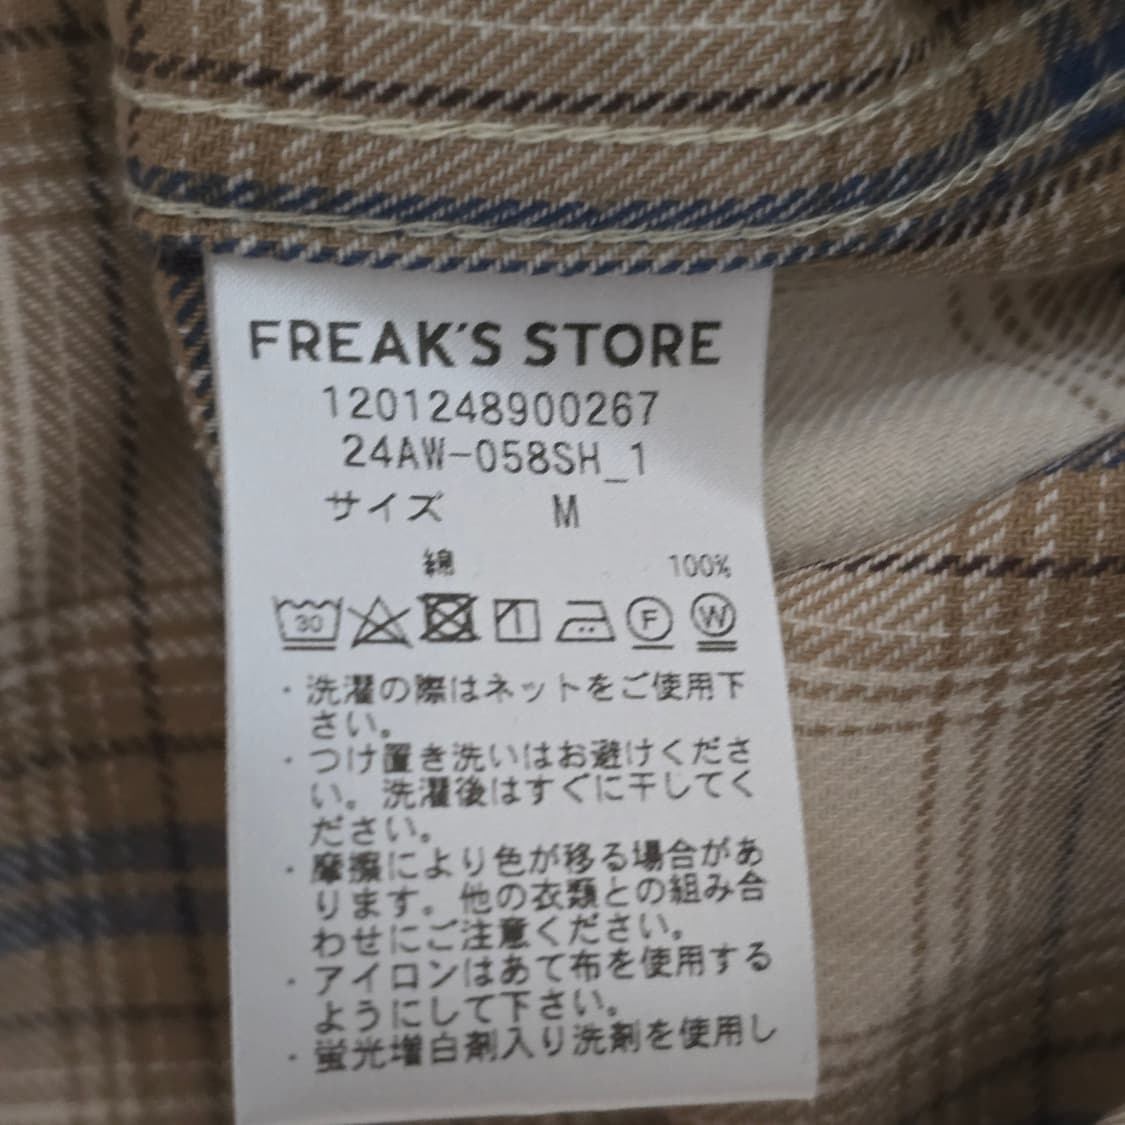 FREAK'S STORE
1201248900267
24AW-058SH_1
サイズ M
綿 100%
30 F W
・洗濯の際はネットをご使用下
さい。
・つけ置き洗いはお避けくださ
い。洗濯後はすぐに干してく
ださい。
・摩擦により色が移る場合があ
ります。他の衣類との組み合
わせにご注意ください。
・アイロンはあて布を使用する
ようにして下さい。
・蛍光増白剤入り洗剤を使用し